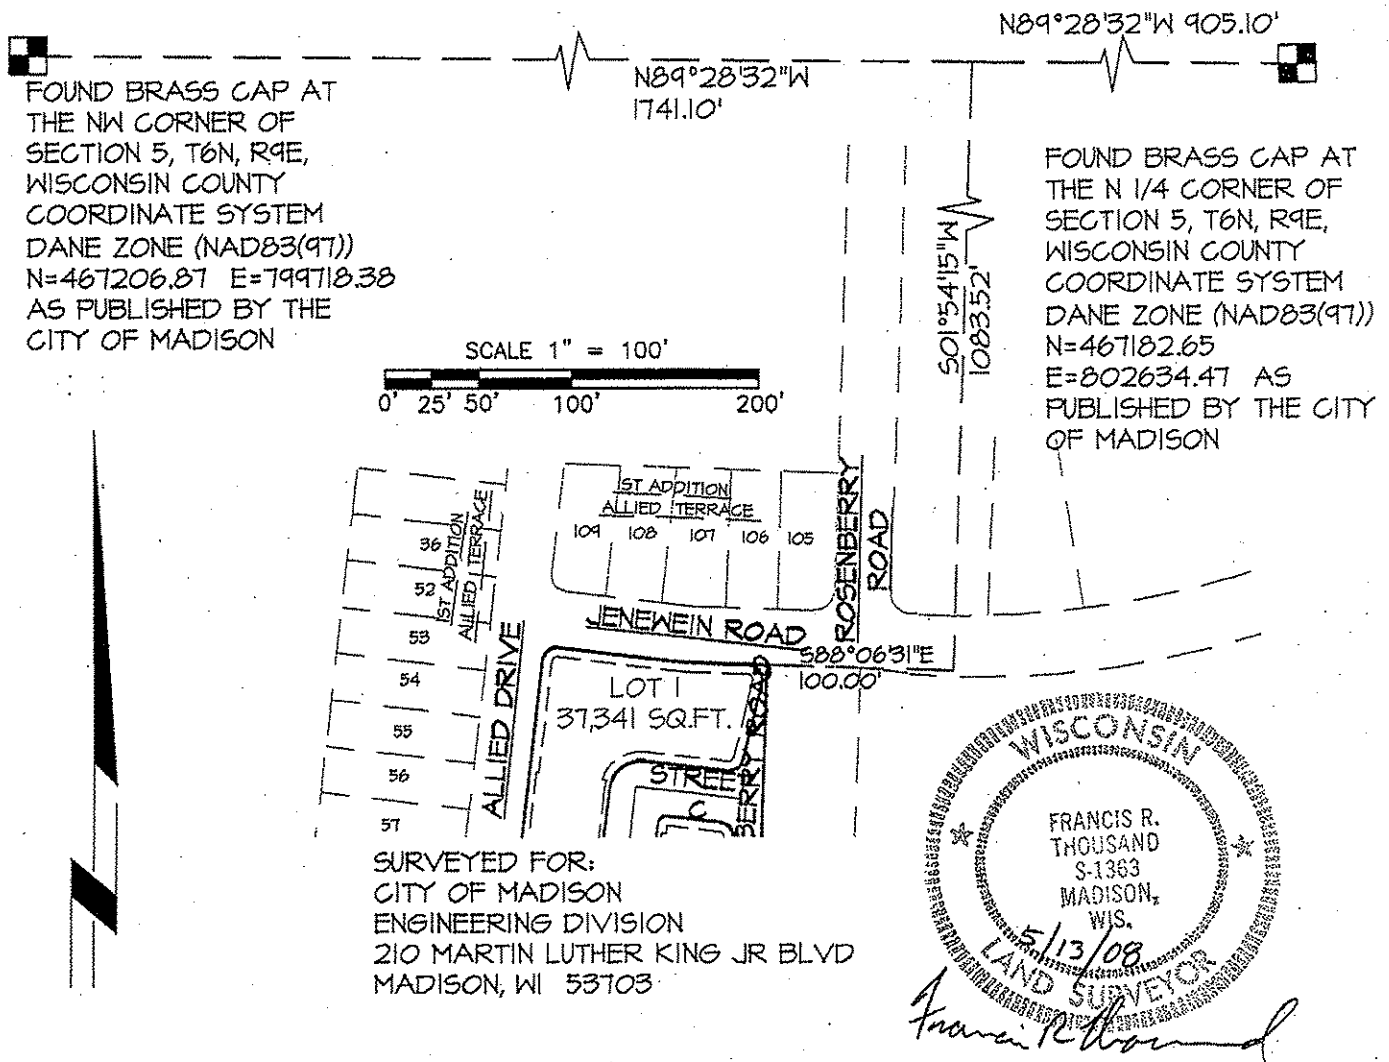 N89°28'32"W 905.10'
N89°28'32"W
1741.10'
FOUND BRASS CAP AT
THE NW CORNER OF
SECTION 5, T6N, R9E,
WISCONSIN COUNTY
COORDINATE SYSTEM
DANE ZONE (NAD83(97))
N=467206.87 E=799718.38
AS PUBLISHED BY THE
CITY OF MADISON
FOUND BRASS CAP AT
THE N 1/4 CORNER OF
SECTION 5, T6N, R9E,
WISCONSIN COUNTY
COORDINATE SYSTEM
DANE ZONE (NAD83(97))
N=467182.65
E=802634.47 AS
PUBLISHED BY THE CITY
OF MADISON
S01°54'15"W
1083.52'
SCALE 1" = 100'
0' 25' 50' 100' 200'
1ST ADDITION
ALLIED TERRACE
36
52
53
54
55
56
57
1ST ADDITION
ALLIED TERRACE
109 108 107 106 105
ROSENBERRY
ROAD
JENEWEIN ROAD
S88°06'31"E
100.00'
ALLIED DRIVE
LOT 1
37,341 SQ.FT.
BERRY ROAD
STREET
C
SURVEYED FOR:
CITY OF MADISON
ENGINEERING DIVISION
210 MARTIN LUTHER KING JR BLVD
MADISON, WI 53703
WISCONSIN
FRANCIS R.
THOUSAND
S-1363
MADISON,
WIS.
5/13/08
LAND SURVEYOR
Francis R Thousand